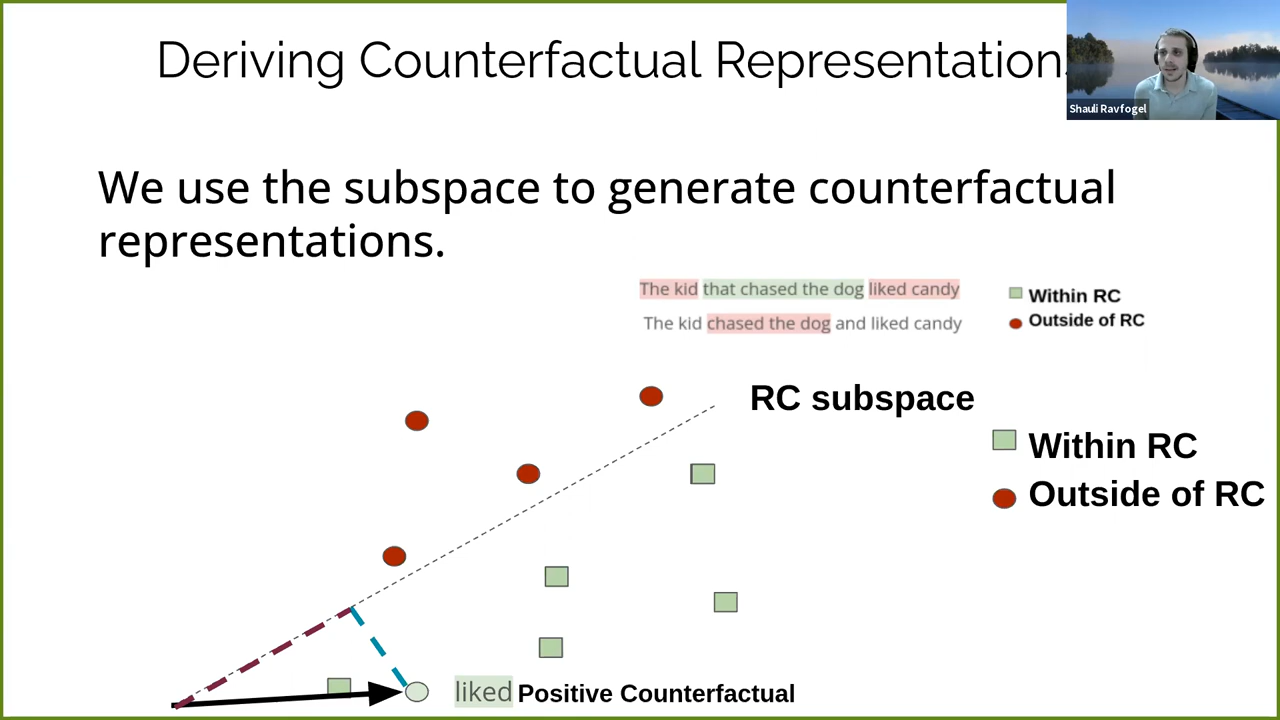 Deriving Counterfactual Representation
Shauli Ravfogel
We use the subspace to generate counterfactual
representations.
The kid that chased the dog liked candy
The kid chased the dog and liked candy
Within RC
Outside of RC
RC subspace
Within RC
Outside of RC
liked Positive Counterfactual